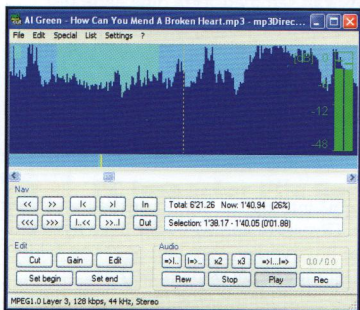 Al Green - How Can You Mend A Broken Heart.mp3 - mp3Direc...
File Edit Special List Settings ?
[dB] 0
-12
-48
Nav
<< >> |< >| In
Total: 6'21.26 Now: 1'40.94 (26%)
<<< >>> |..<< >>..| Out
Selection: 1'38.17 - 1'40.05 (0'01.88)
Edit
Audio
Cut Gain Edit
=>|.. |=>.. x2 x3 =>|...|=> 0.0 / 0.0
Set begin Set end
Rew Stop Play Rec
MPEG1.0 Layer 3, 128 kbps, 44 kHz, Stereo